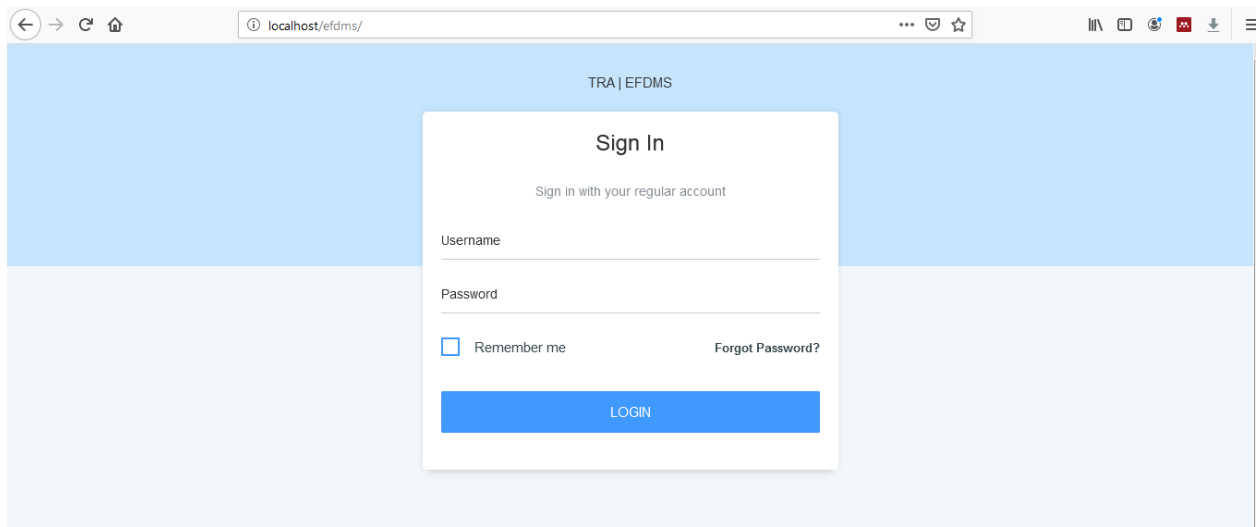 localhost/efdms/
TRA | EFDMS
Sign In
Sign in with your regular account
Username
Password
Remember me Forgot Password?
LOGIN